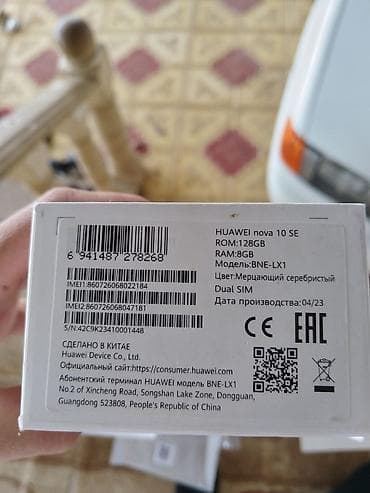 HUAWEI nova 10 SE
ROM:128GB
RAM:8GB
Модель:BNE-LX1
Цвет:Мерцающий серебристый
Dual SIM
Дата производства:04/23
6 941487 278268
IMEI1:860726068022184
IMEI2:860726068047181
S/N:42C9K23410001448
CE EAC
СДЕЛАНО В КИТАЕ
Huawei Device Co., Ltd.
Официальный сайт:https://consumer.huawei.com
Абонентский терминал HUAWEI модель BNE-LX1
No.2 of Xincheng Road, Songshan Lake Zone, Dongguan,
Guangdong 523808, People's Republic of China